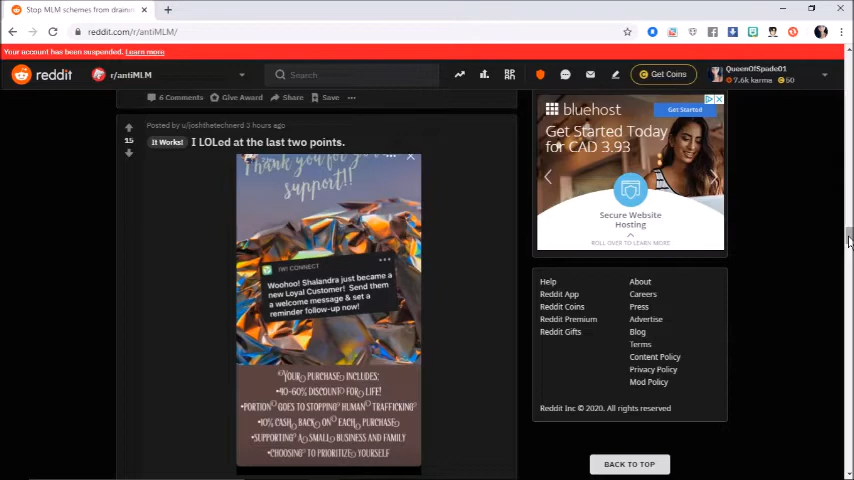 Stop MLM schemes from draini
reddit.com/r/antiMLM/
Your account has been suspended. Learn more
reddit
r/antiMLM
Search
Get Coins
QueenOfSpade01
7.6k karma 50
6 Comments Give Award Share Save
Posted by u/joshthetechnerd 3 hours ago
15
It Works! I LOLed at the last two points.
Thank you for your
support!!
IW! CONNECT
Woohoo! Shalandra just became a
new Loyal Customer! Send them
a welcome message & set a
reminder follow-up now!
YOUR PURCHASE INCLUDES:
•40-60% DISCOUNT FOR LIFE!
•PORTION GOES TO STOPPING HUMAN TRAFFICKING
•10% CASH BACK ON EACH PURCHASE
•SUPPORTING A SMALL BUSINESS AND FAMILY
•CHOOSING TO PRIORITIZE YOURSELF
bluehost
Get Started
Get Started Today
for CAD 3.93
Secure Website
Hosting
ROLL OVER TO LEARN MORE
Help About
Reddit App Careers
Reddit Coins Press
Reddit Premium Advertise
Reddit Gifts Blog
Terms
Content Policy
Privacy Policy
Mod Policy
Reddit Inc © 2020. All rights reserved
BACK TO TOP